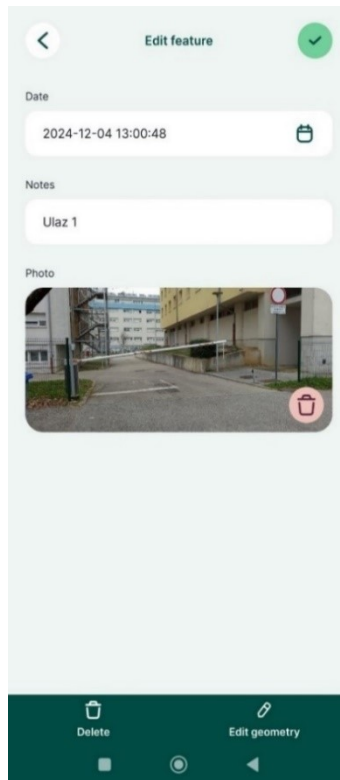 Edit feature
Date
2024-12-04 13:00:48
Notes
Ulaz 1
Photo
Delete
Edit geometry